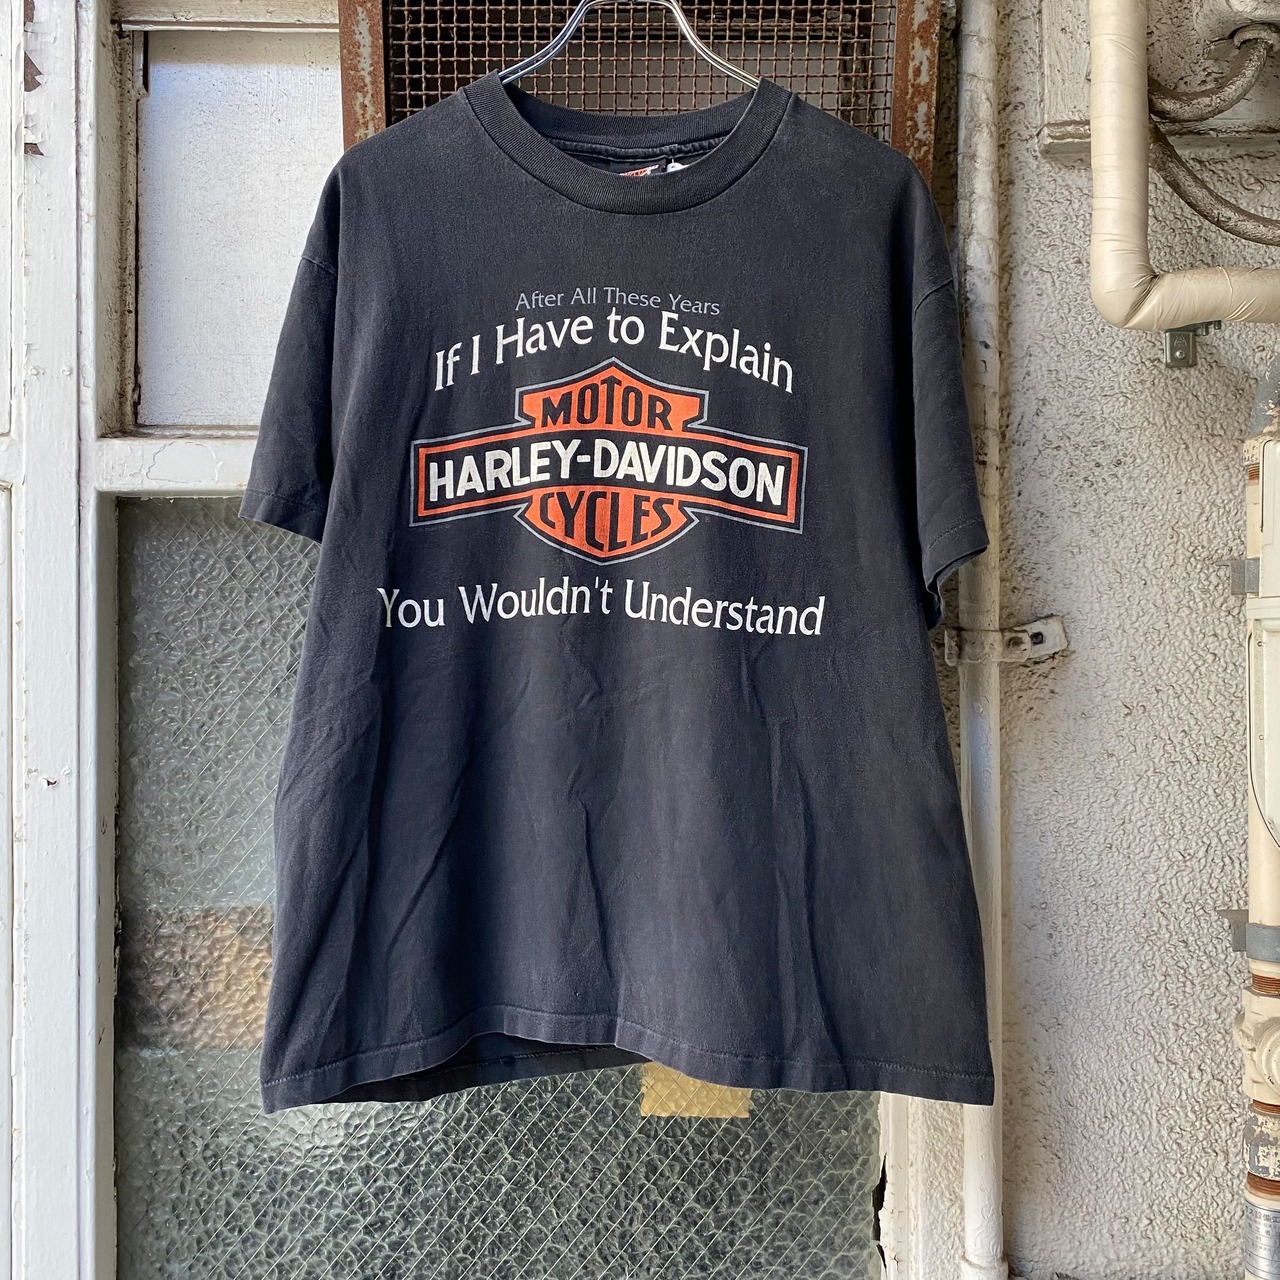 After All These Years
If I Have to Explain
MOTOR
HARLEY-DAVIDSON
CYCLES
You Wouldn't Understand